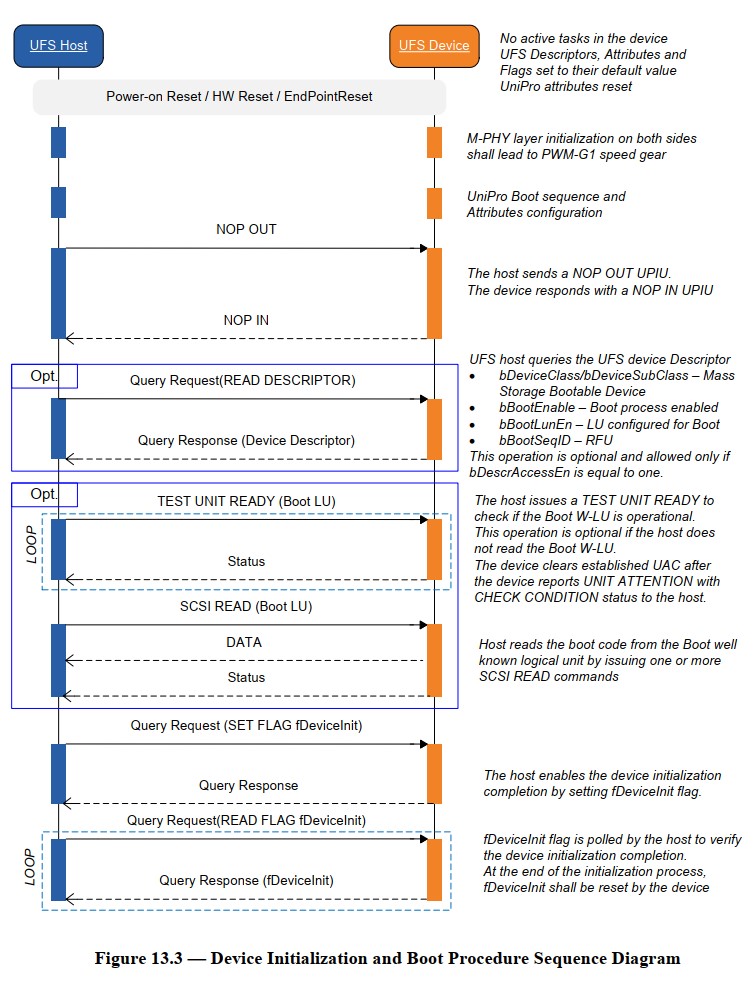 UFS Host
UFS Device
No active tasks in the device
UFS Descriptors, Attributes and
Flags set to their default value
UniPro attributes reset
Power-on Reset / HW Reset / EndPointReset
M-PHY layer initialization on both sides
shall lead to PWM-G1 speed gear
UniPro Boot sequence and
Attributes configuration
NOP OUT
The host sends a NOP OUT UPIU.
The device responds with a NOP IN UPIU
NOP IN
UFS host queries the UFS device Descriptor
• bDeviceClass/bDeviceSubClass – Mass
Storage Bootable Device
• bBootEnable – Boot process enabled
• bBootLunEn – LU configured for Boot
• bBootSeqID – RFU
This operation is optional and allowed only if
bDescrAccessEn is equal to one.
Opt.
Query Request(READ DESCRIPTOR)
Query Response (Device Descriptor)
Opt.
TEST UNIT READY (Boot LU)
LOOP
Status
The host issues a TEST UNIT READY to
check if the Boot W-LU is operational.
This operation is optional if the host does
not read the Boot W-LU.
The device clears established UAC after
the device reports UNIT ATTENTION with
CHECK CONDITION status to the host.
SCSI READ (Boot LU)
DATA
Status
Host reads the boot code from the Boot well
known logical unit by issuing one or more
SCSI READ commands
Query Request (SET FLAG fDeviceInit)
Query Response
The host enables the device initialization
completion by setting fDeviceInit flag.
Query Request(READ FLAG fDeviceInit)
LOOP
Query Response (fDeviceInit)
fDeviceInit flag is polled by the host to verify
the device initialization completion.
At the end of the initialization process,
fDeviceInit shall be reset by the device
Figure 13.3 — Device Initialization and Boot Procedure Sequence Diagram